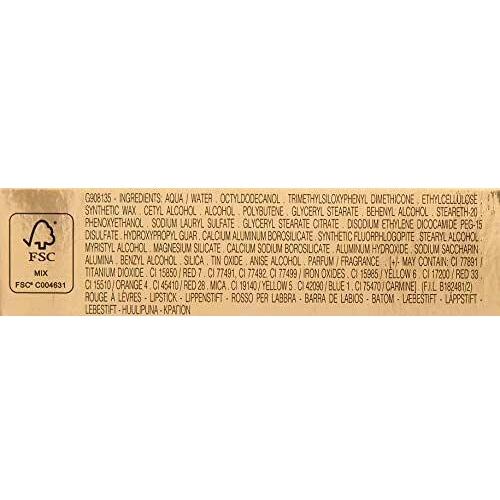 FSC
MIX
FSC® C004631
G908135 - INGREDIENTS: AQUA / WATER . OCTYLDODECANOL . TRIMETHYLSILOXYPHENYL DIMETHICONE . ETHYLCELLULOSE
SYNTHETIC WAX . CETYL ALCOHOL . ALCOHOL . POLYBUTENE . GLYCERYL STEARATE . BEHENYL ALCOHOL . STEARETH-20
PHENOXYETHANOL . SODIUM LAURYL SULFATE . GLYCERYL STEARATE CITRATE . DISODIUM ETHYLENE DICOCAMIDE PEG-15
DISULFATE . HYDROXYPROPYL GUAR . CALCIUM ALUMINUM BOROSILICATE . SYNTHETIC FLUORPHLOGOPITE . STEARYL ALCOHOL
MYRISTYL ALCOHOL . MAGNESIUM SILICATE . CALCIUM SODIUM BOROSILICATE . ALUMINUM HYDROXIDE . SODIUM SACCHARIN
ALUMINA . BENZYL ALCOHOL . SILICA . TIN OXIDE . ANISE ALCOHOL . PARFUM / FRAGRANCE . [+/- MAY CONTAIN: CI 77891 /
TITANIUM DIOXIDE . CI 15850 / RED 7 . CI 77491, CI 77492, CI 77499 / IRON OXIDES . CI 15985 / YELLOW 6 . CI 17200 / RED 33
CI 15510 / ORANGE 4 . CI 45410 / RED 28 . MICA . CI 19140 / YELLOW 5 . CI 42090 / BLUE 1 . CI 75470 / CARMINE]. (F.I.L. B182481/2)
ROUGE À LÈVRES - LIPSTICK - LIPPENSTIFT - ROSSO PER LABBRA - BARRA DE LABIOS - BATOM - LÆBESTIFT - LÄPPSTIFT -
LEBESTIFT - HUULIPUNA - ΚΡΑΓΙΟΝ